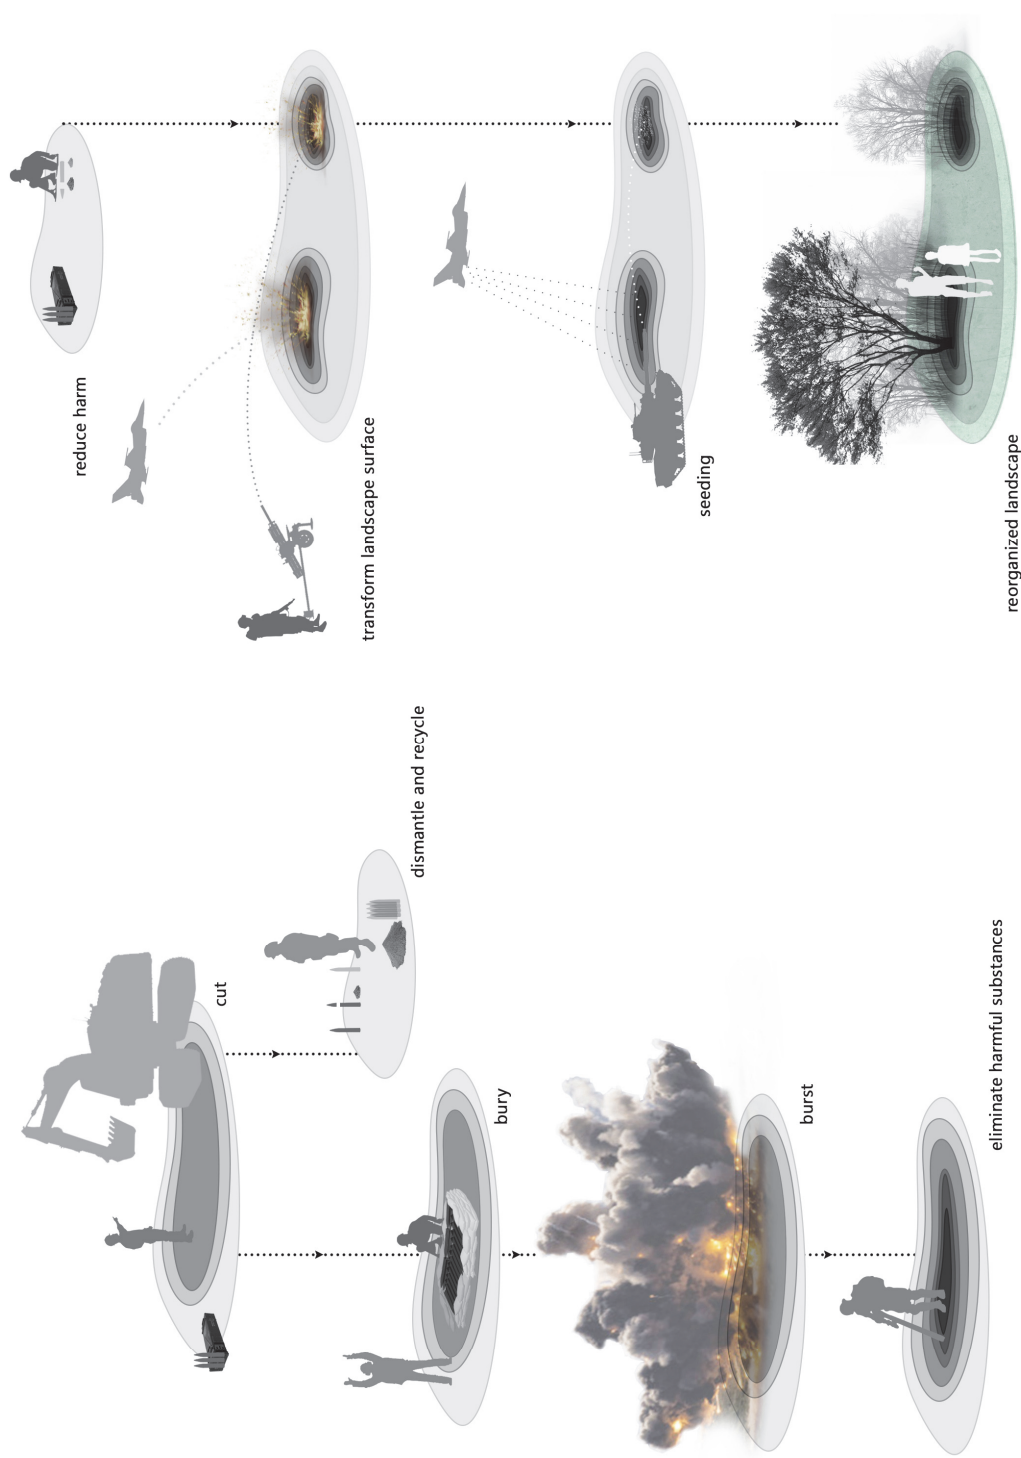 cut
bury
burst
eliminate harmful substances
dismantle and recycle
reduce harm
transform landscape surface
seeding
reorganized landscape